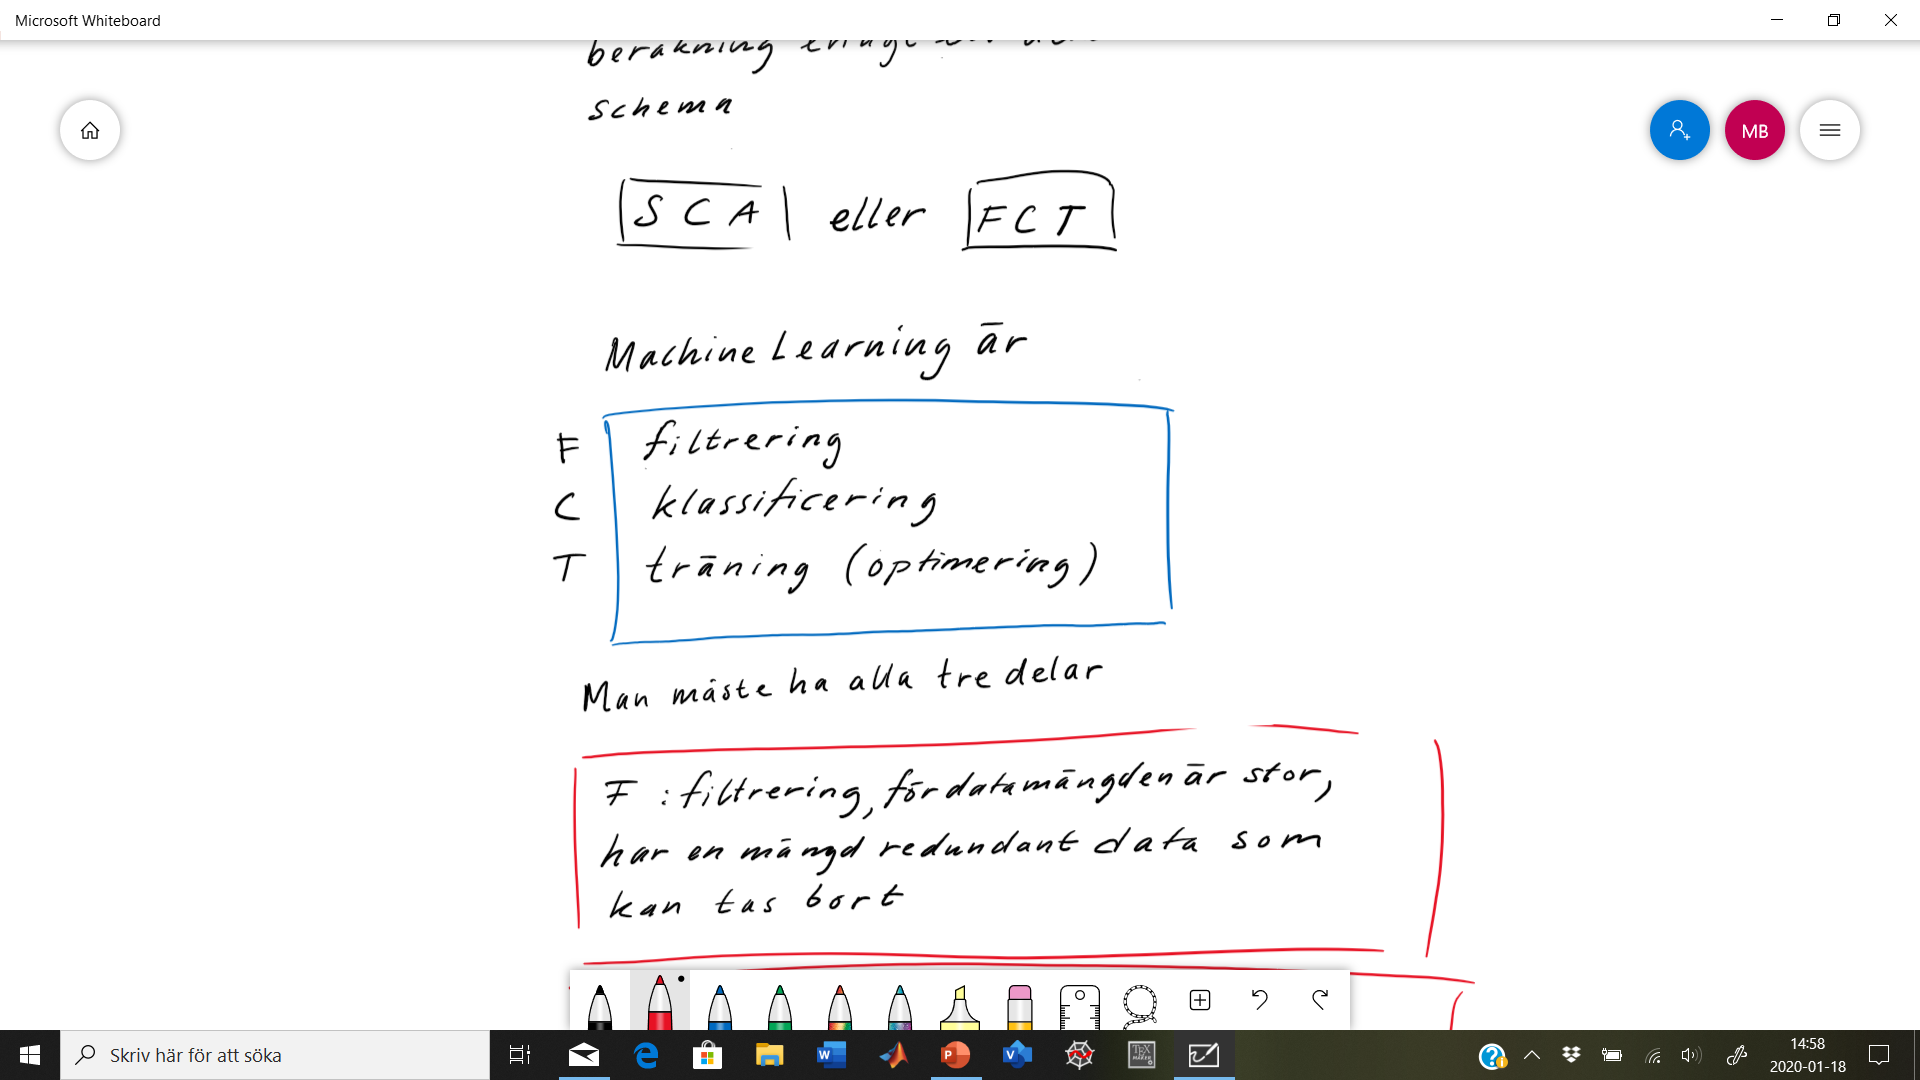 Microsoft Whiteboard
beräkning enligt
schema
MB
SCA eller FCT
Machine Learning är
F filtrering
C klassificering
T träning (optimering)
Man måste ha alla tre delar
F : filtrering, för datamängden är stor,
har en mängd redundant data som
kan tas bort
Skriv här för att söka
14:58
2020-01-18